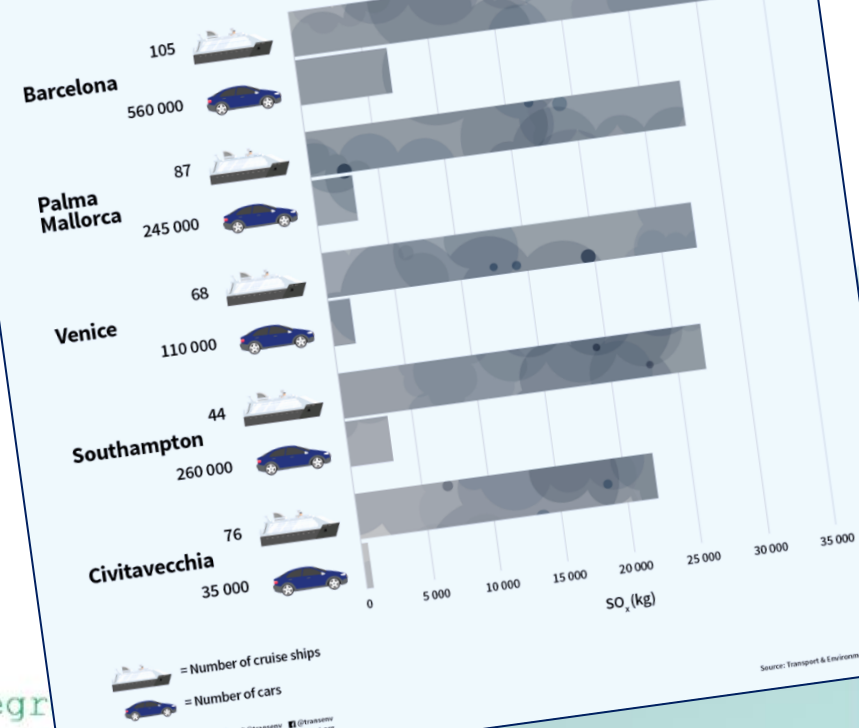 105
Barcelona
560 000
87
Palma
Mallorca
245 000
68
Venice
110 000
44
Southampton
260 000
76
Civitavecchia
35 000
0
5 000
10 000
15 000
20 000
25 000
30 000
35 000
SOx (kg)
= Number of cruise ships
= Number of cars
Source: Transport &
@transenv